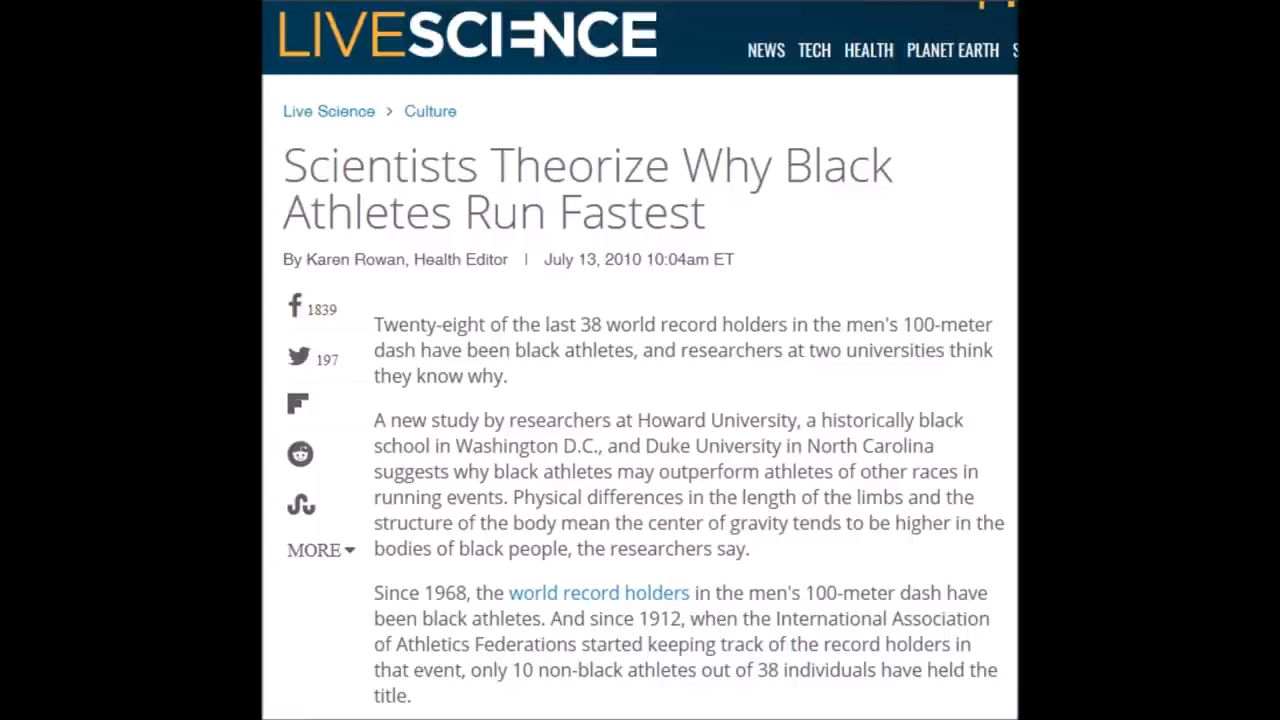 LIVESCIENCE
NEWS TECH HEALTH PLANET EARTH S
Live Science > Culture
Scientists Theorize Why Black
Athletes Run Fastest
By Karen Rowan, Health Editor | July 13, 2010 10:04am ET
1839
197
MORE
Twenty-eight of the last 38 world record holders in the men's 100-meter
dash have been black athletes, and researchers at two universities think
they know why.
A new study by researchers at Howard University, a historically black
school in Washington D.C., and Duke University in North Carolina
suggests why black athletes may outperform athletes of other races in
running events. Physical differences in the length of the limbs and the
structure of the body mean the center of gravity tends to be higher in the
bodies of black people, the researchers say.
Since 1968, the world record holders in the men's 100-meter dash have
been black athletes. And since 1912, when the International Association
of Athletics Federations started keeping track of the record holders in
that event, only 10 non-black athletes out of 38 individuals have held the
title.